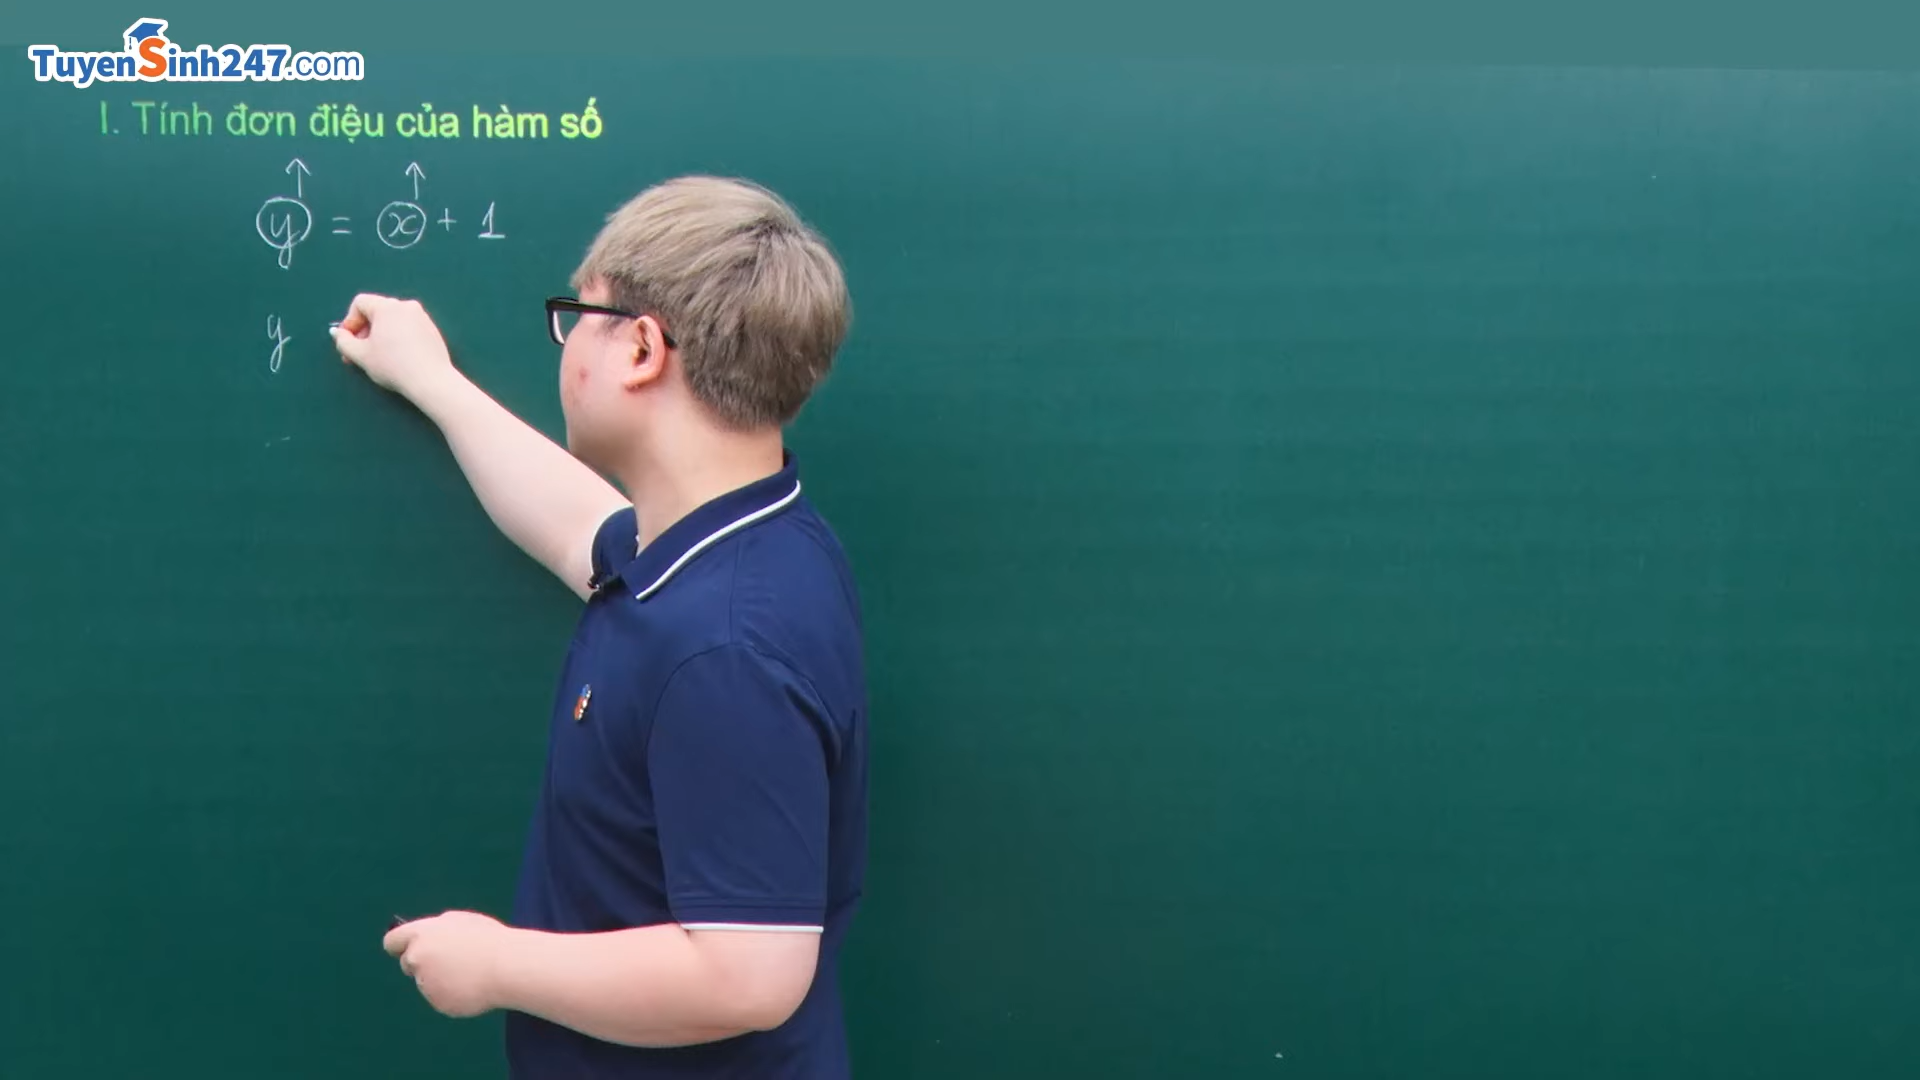 TuyenSinh247.com
I. Tính đơn điệu của hàm số
↑ ↑
y = x + 1
y =